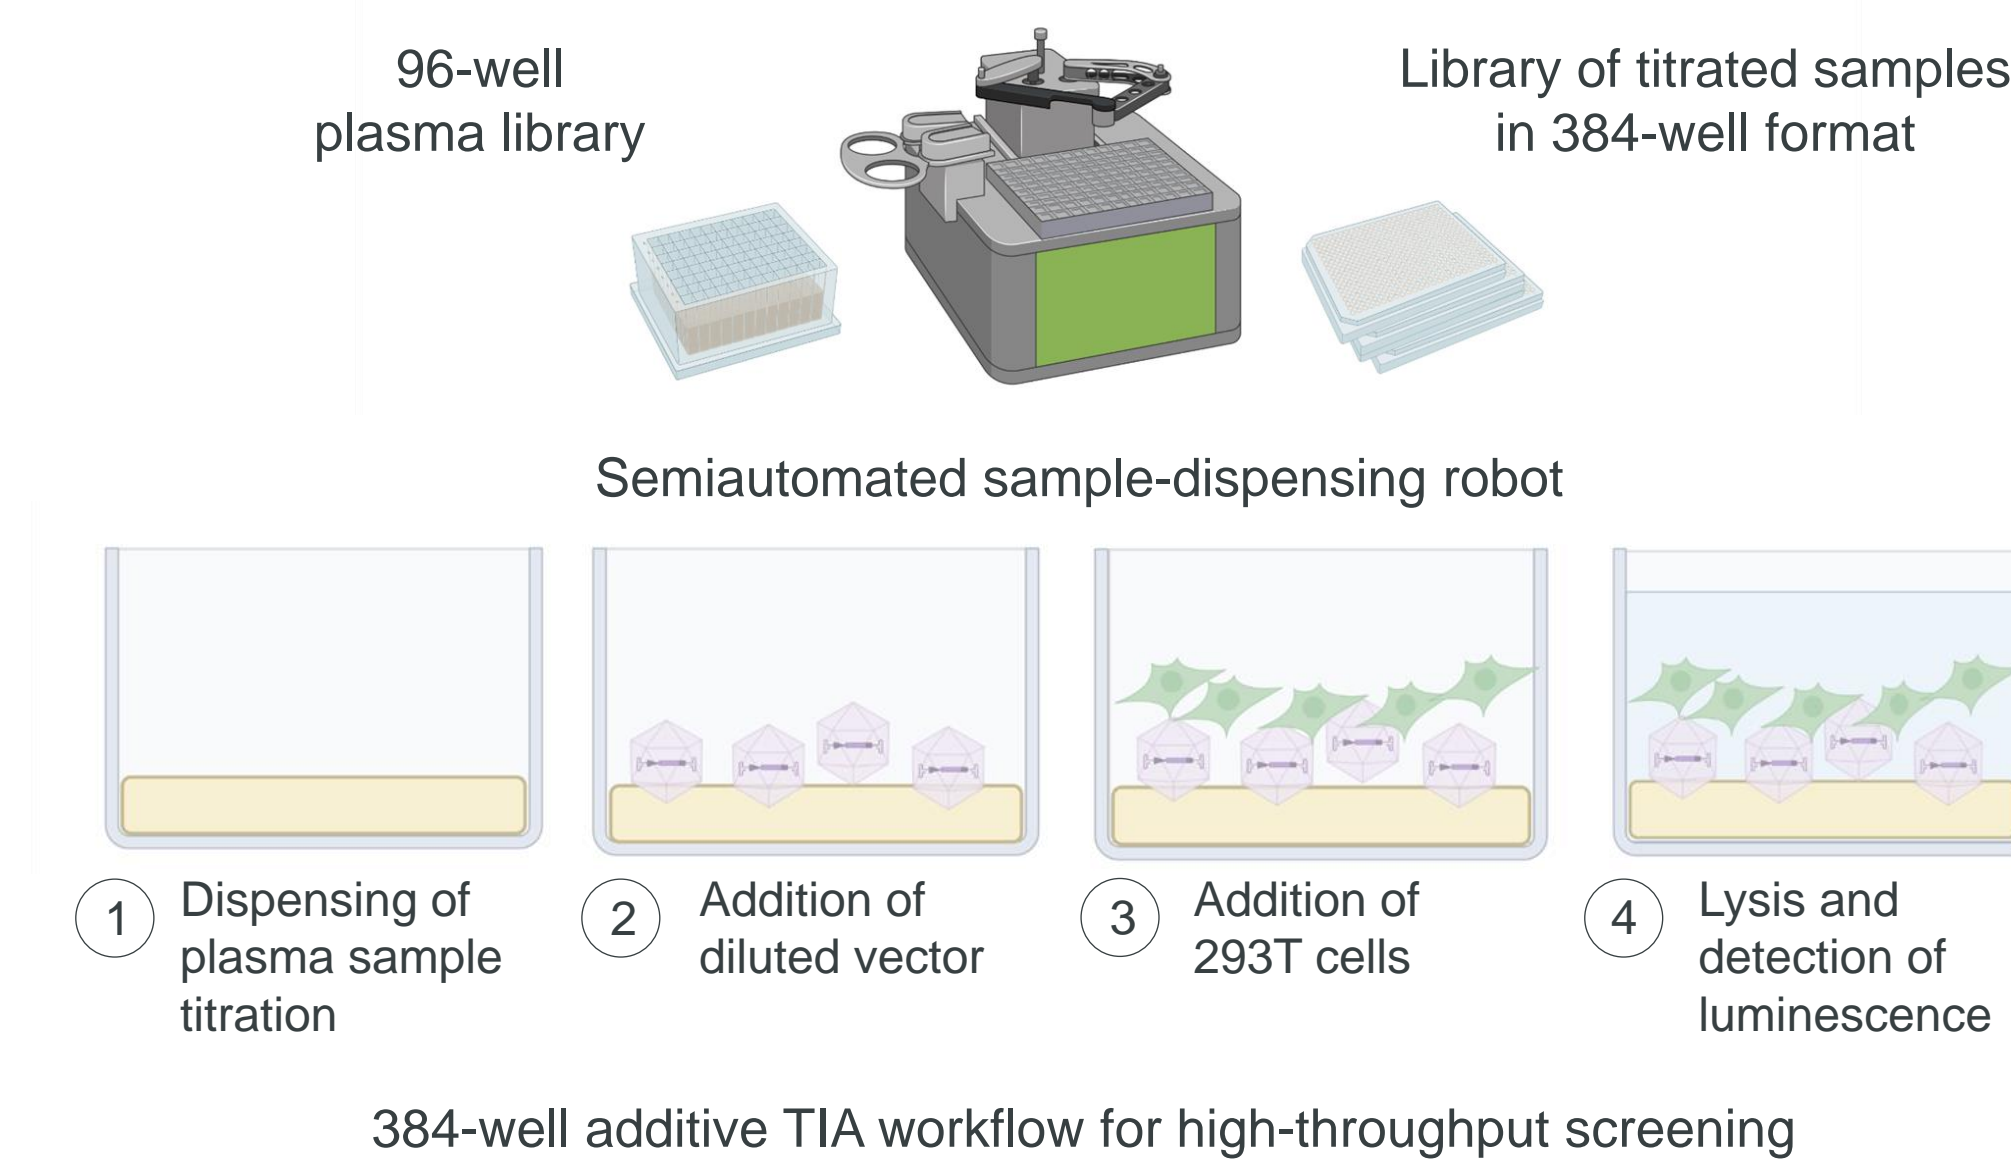 96-well
plasma library
Library of titrated samples
in 384-well format
Semiautomated sample-dispensing robot
1
Dispensing of
plasma sample
titration
2
Addition of
diluted vector
3
Addition of
293T cells
4
Lysis and
detection of
luminescence
384-well additive TIA workflow for high-throughput screening